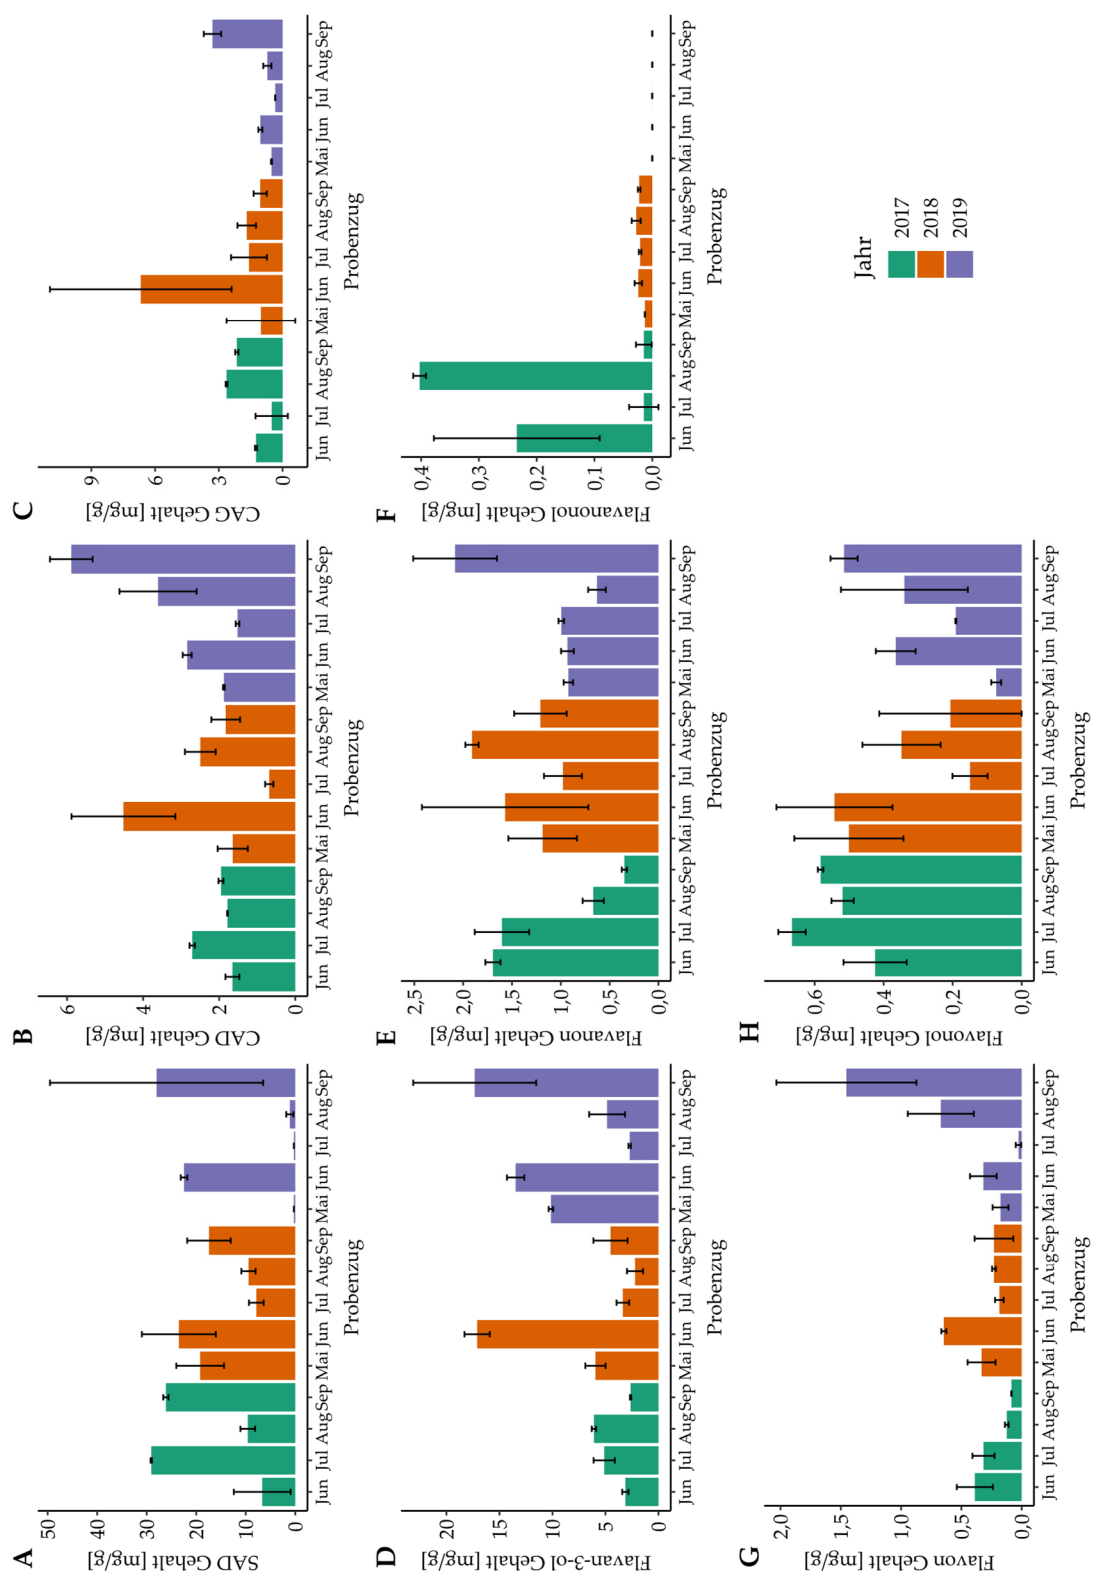 A
SAD Gehalt [mg/g]
50
40
30
20
10
0
Jun Jul Aug Sep Mai Jun Jul Aug Sep Mai Jun Jul Aug Sep
Probenzug
B
CAD Gehalt [mg/g]
6
4
2
0
Jun Jul Aug Sep Mai Jun Jul Aug Sep Mai Jun Jul Aug Sep
Probenzug
C
CAG Gehalt [mg/g]
9
6
3
0
Jun Jul Aug Sep Mai Jun Jul Aug Sep Mai Jun Jul Aug Sep
Probenzug
D
Flavan-3-ol Gehalt [mg/g]
20
15
10
5
0
Jun Jul Aug Sep Mai Jun Jul Aug Sep Mai Jun Jul Aug Sep
Probenzug
E
Flavanon Gehalt [mg/g]
2,5
2,0
1,5
1,0
0,5
0,0
Jun Jul Aug Sep Mai Jun Jul Aug Sep Mai Jun Jul Aug Sep
Probenzug
F
Flavanonol Gehalt [mg/g]
0,4
0,3
0,2
0,1
0,0
Jun Jul Aug Sep Mai Jun Jul Aug Sep Mai Jun Jul Aug Sep
Probenzug
G
Flavon Gehalt [mg/g]
2,0
1,5
1,0
0,5
0,0
Jun Jul Aug Sep Mai Jun Jul Aug Sep Mai Jun Jul Aug Sep
Probenzug
H
Flavonol Gehalt [mg/g]
0,6
0,4
0,2
0,0
Jun Jul Aug Sep Mai Jun Jul Aug Sep Mai Jun Jul Aug Sep
Probenzug
Jahr
2017
2018
2019